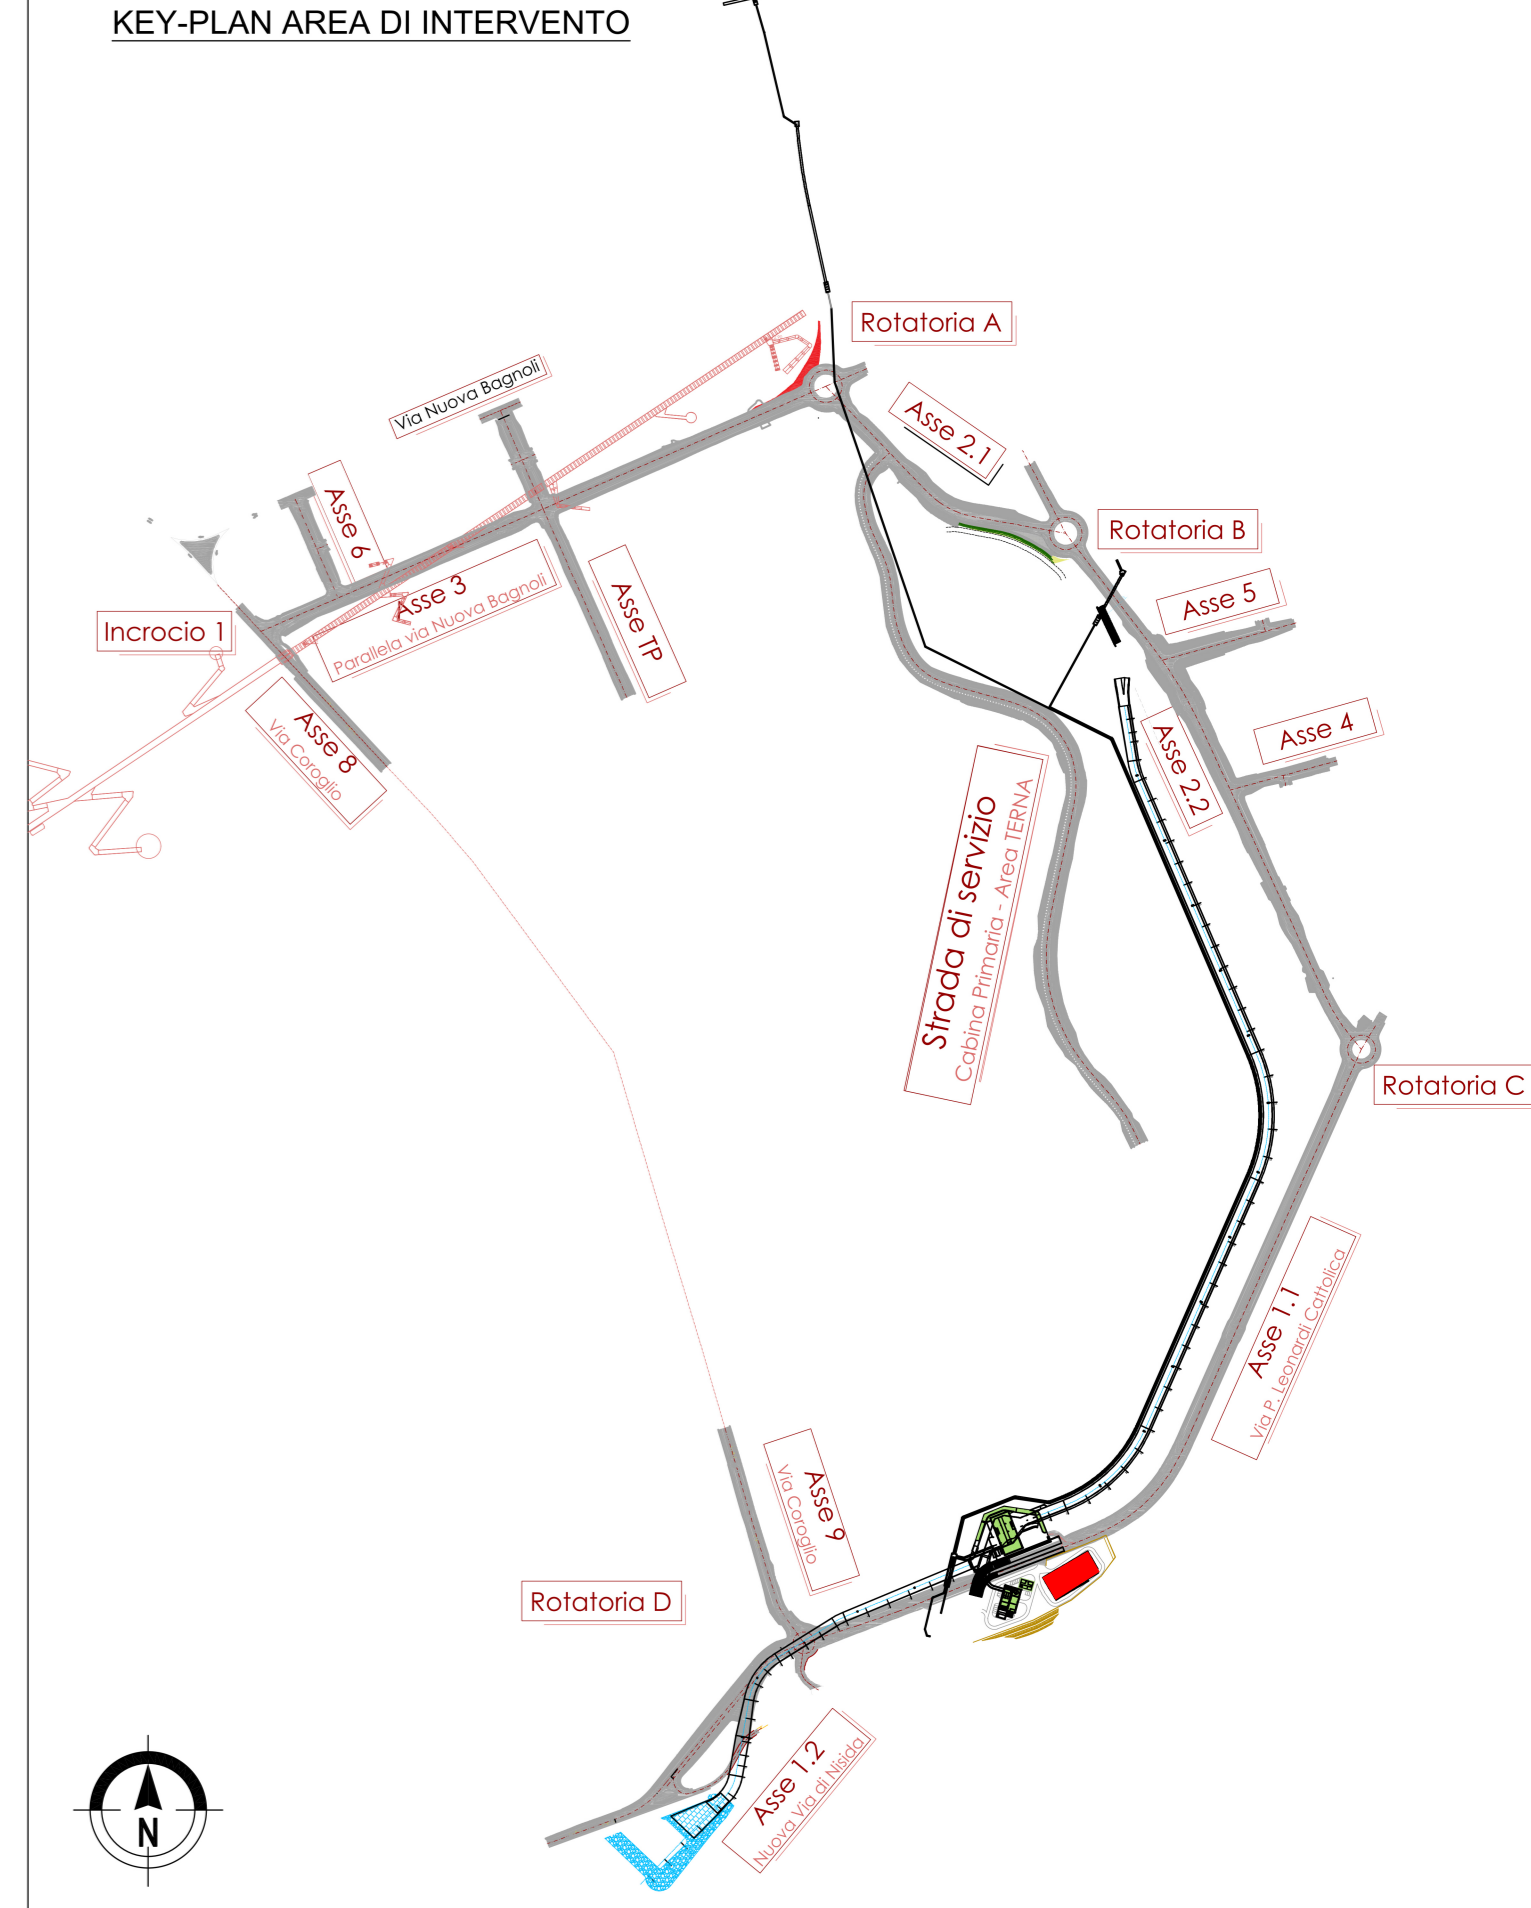 KEY-PLAN AREA DI INTERVENTO
Rotatoria A
Via Nuova Bagnoli
Asse 2.1
Asse 6
Rotatoria B
Asse 3
Parallela via Nuova Bagnoli
Asse TP
Asse 5
Incrocio 1
Asse 8
Via Coroglio
Asse 4
Asse 2.2
Strada di servizio
Cabina Primaria - Area TERNA
Rotatoria C
Asse 1.1
Via P. Leonardi Cattolica
Asse 9
Via Coroglio
Rotatoria D
Asse 1.2
Nuova Via di Nisida
N